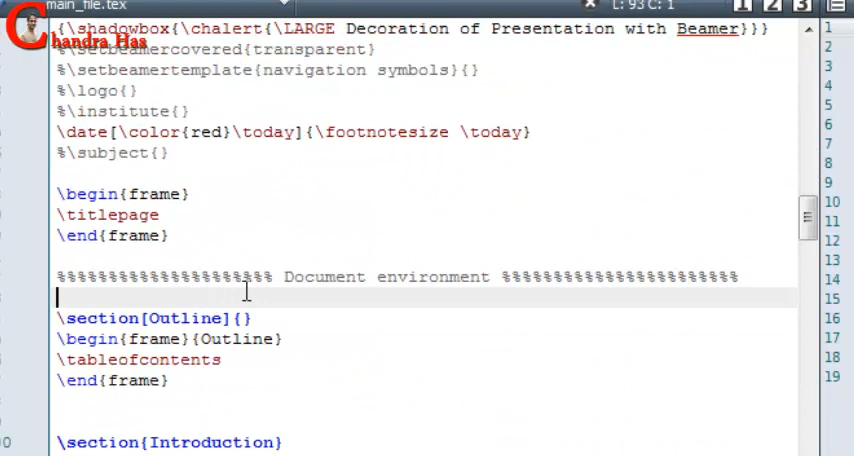 main_file.tex
L: 93 C: 1
1 2 3
Chandra Has
{\shadowbox{\chalert{\LARGE Decoration of Presentation with Beamer}}}
%\setbeamercovered{transparent}
%\setbeamertemplate{navigation symbols}{}
%\logo{}
%\institute{}
\date[\color{red}\today]{\footnotesize \today}
%\subject{}
\begin{frame}
\titlepage
\end{frame}
%%%%%%%%%%%%%%%%%%%%% Document environment %%%%%%%%%%%%%%%%%%%%%%%
\section[Outline]{}
\begin{frame}{Outline}
\tableofcontents
\end{frame}
\section{Introduction}
1
2
3
4
5
6
7
8
9
10
11
12
13
14
15
16
17
18
19